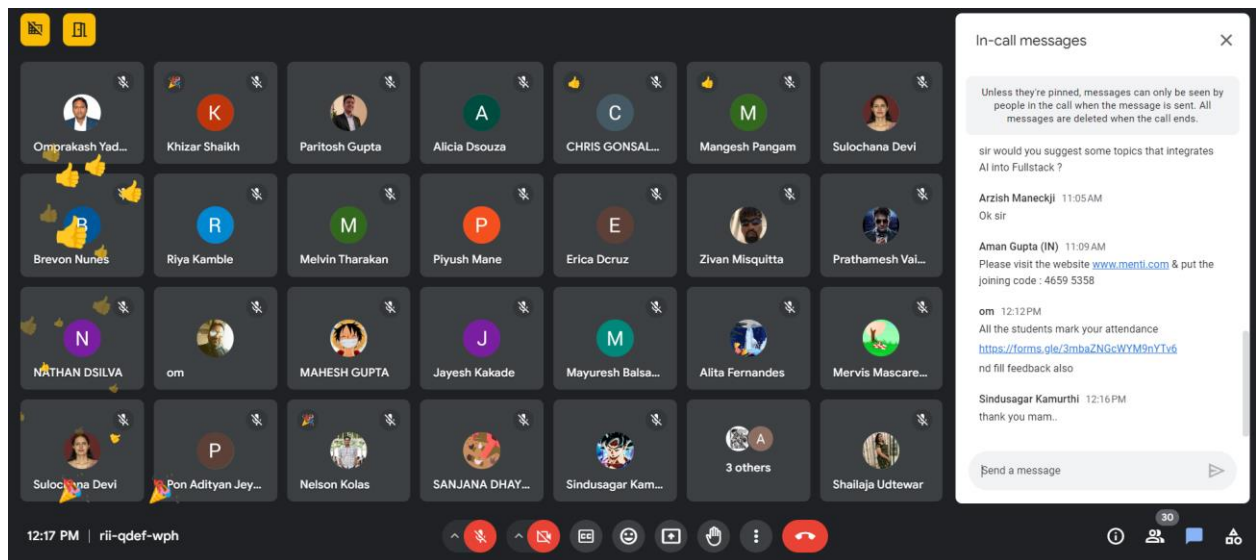 Omprakash Yad...
K
Khizar Shaikh
Paritosh Gupta
A
Alicia Dsouza
C
CHRIS GONSAL...
M
Mangesh Pangam
Sulochana Devi
B
Brevon Nunes
R
Riya Kamble
M
Melvin Tharakan
P
Piyush Mane
E
Erica Dcruz
Zivan Misquitta
Prathamesh Vai...
N
NATHAN DSILVA
om
MAHESH GUPTA
J
Jayesh Kakade
M
Mayuresh Balsa...
Alita Fernandes
Mervis Mascare...
Sulochana Devi
P
Pon Adityan Jey...
Nelson Kolas
SANJANA DHAY...
Sindusagar Kam...
A
3 others
Shailaja Udtewar
In-call messages
Unless they're pinned, messages can only be seen by
people in the call when the message is sent. All
messages are deleted when the call ends.
sir would you suggest some topics that integrates
AI into Fullstack ?
Arzish Maneckji 11:05 AM
Ok sir
Aman Gupta (IN) 11:09 AM
Please visit the website www.menti.com & put the
joining code : 4659 5358
om 12:12 PM
All the students mark your attendance
https://forms.gle/3mbaZNGcWYM9nYTv6
nd fill feedback also
Sindusagar Kamurthi 12:16 PM
thank you mam..
Send a message
12:17 PM | rii-qdef-wph
CC
30